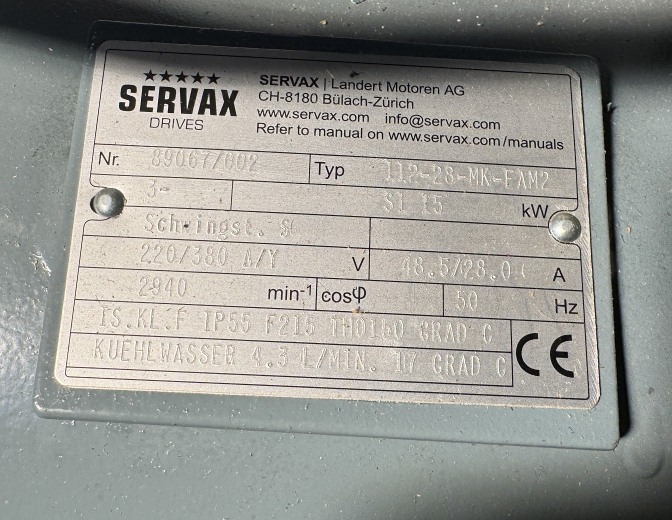 ★★★★★
SERVAX
DRIVES
SERVAX | Landert Motoren AG
CH-8180 Bülach-Zürich
www.servax.com info@servax.com
Refer to manual on www.servax.com/manuals
Nr. 89067/002 Typ 112-28-MK-FAM2
3~ S1 15 kW
Schwingst.
220/380 Δ/Y V 48.5/28.0 A
2940 min-1 cosφ 50 Hz
IS.KL.F IP55 F215 TH0160 GRAD C
KUEHLWASSER 4.3 L/MIN. 17 GRAD C
CE